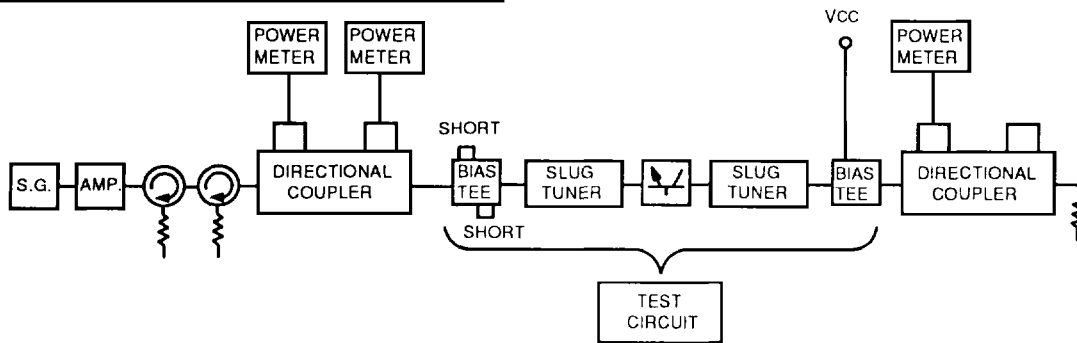 POWER
METER
POWER
METER
VCC
POWER
METER
S.G.
AMP.
DIRECTIONAL
COUPLER
SHORT
BIAS
TEE
SHORT
SLUG
TUNER
SLUG
TUNER
BIAS
TEE
DIRECTIONAL
COUPLER
TEST
CIRCUIT